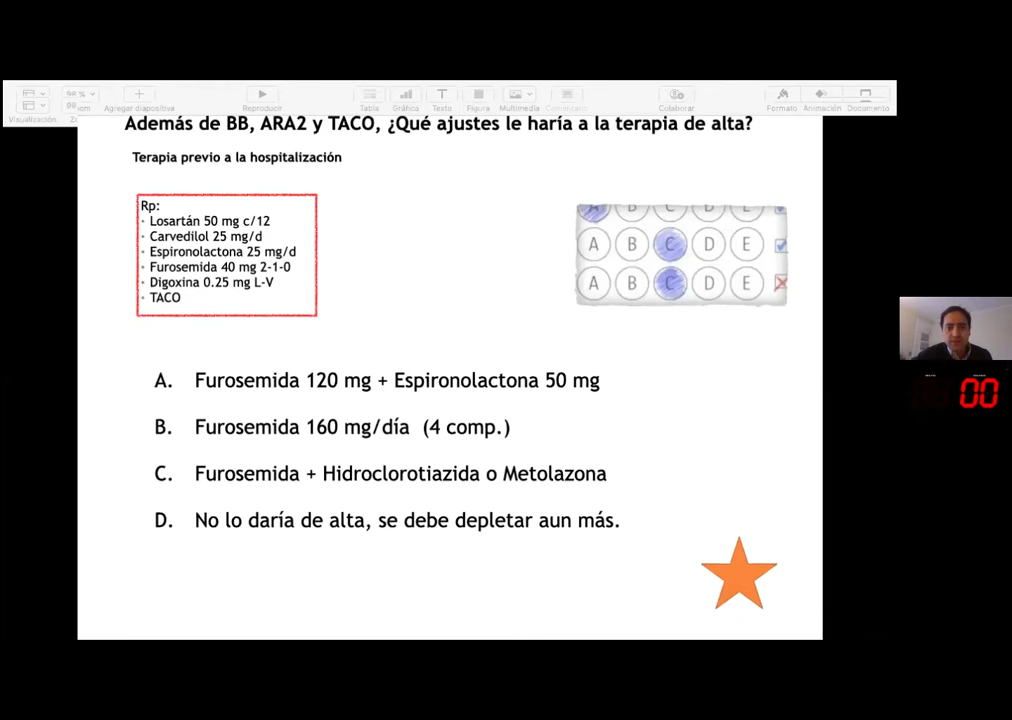 98 %
Visualización
Zoom
Agregar diapositiva
Reproducir
Tabla
Gráfica
Texto
Figura
Multimedia
Comentario
Colaborar
Formato
Animación
Documento
Además de BB, ARA2 y TACO, ¿Qué ajustes le haría a la terapia de alta?
Terapia previo a la hospitalización
Rp:
• Losartán 50 mg c/12
• Carvedilol 25 mg/d
• Espironolactona 25 mg/d
• Furosemida 40 mg 2-1-0
• Digoxina 0.25 mg L-V
• TACO
A B C D E
A B C D E
A B C D E
A. Furosemida 120 mg + Espironolactona 50 mg
B. Furosemida 160 mg/día (4 comp.)
C. Furosemida + Hidroclorotiazida o Metolazona
D. No lo daría de alta, se debe depletar aun más.
00